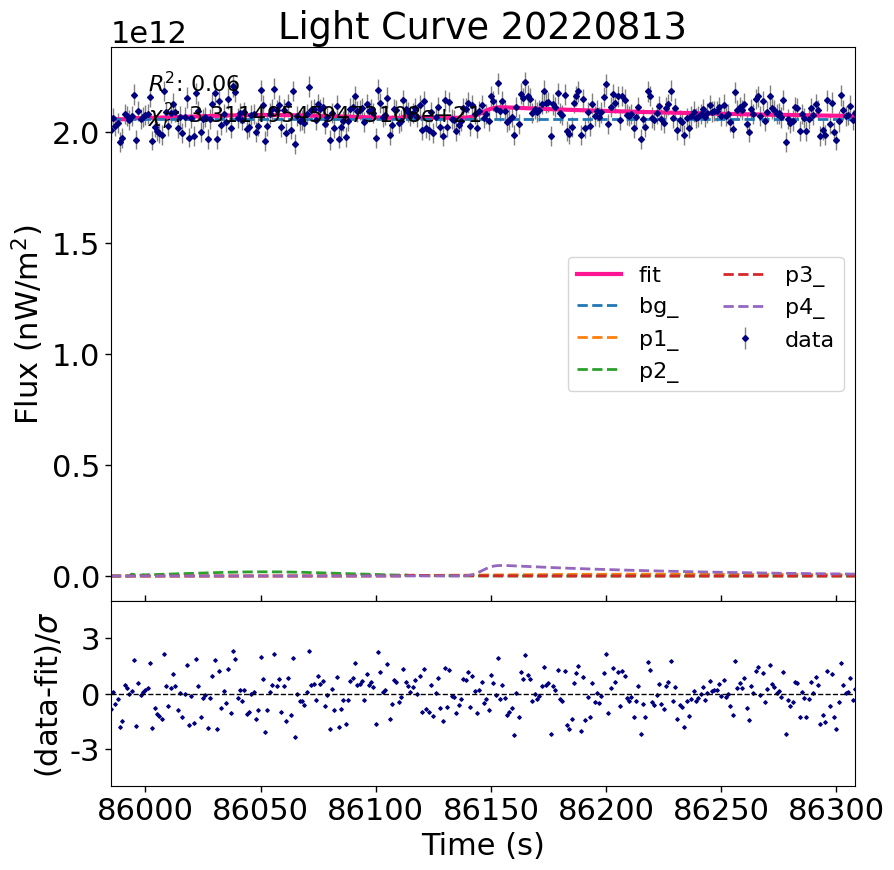 Light Curve 20220813
1e12
R²: 0.06
2.0
1.5
1.0
0.5
0.0
Flux (nW/m²)
fit
bg_
p1_
p2_
p3_
p4_
data
3
0
-3
(data-fit)/σ
86000 86050 86100 86150 86200 86250 86300
Time (s)